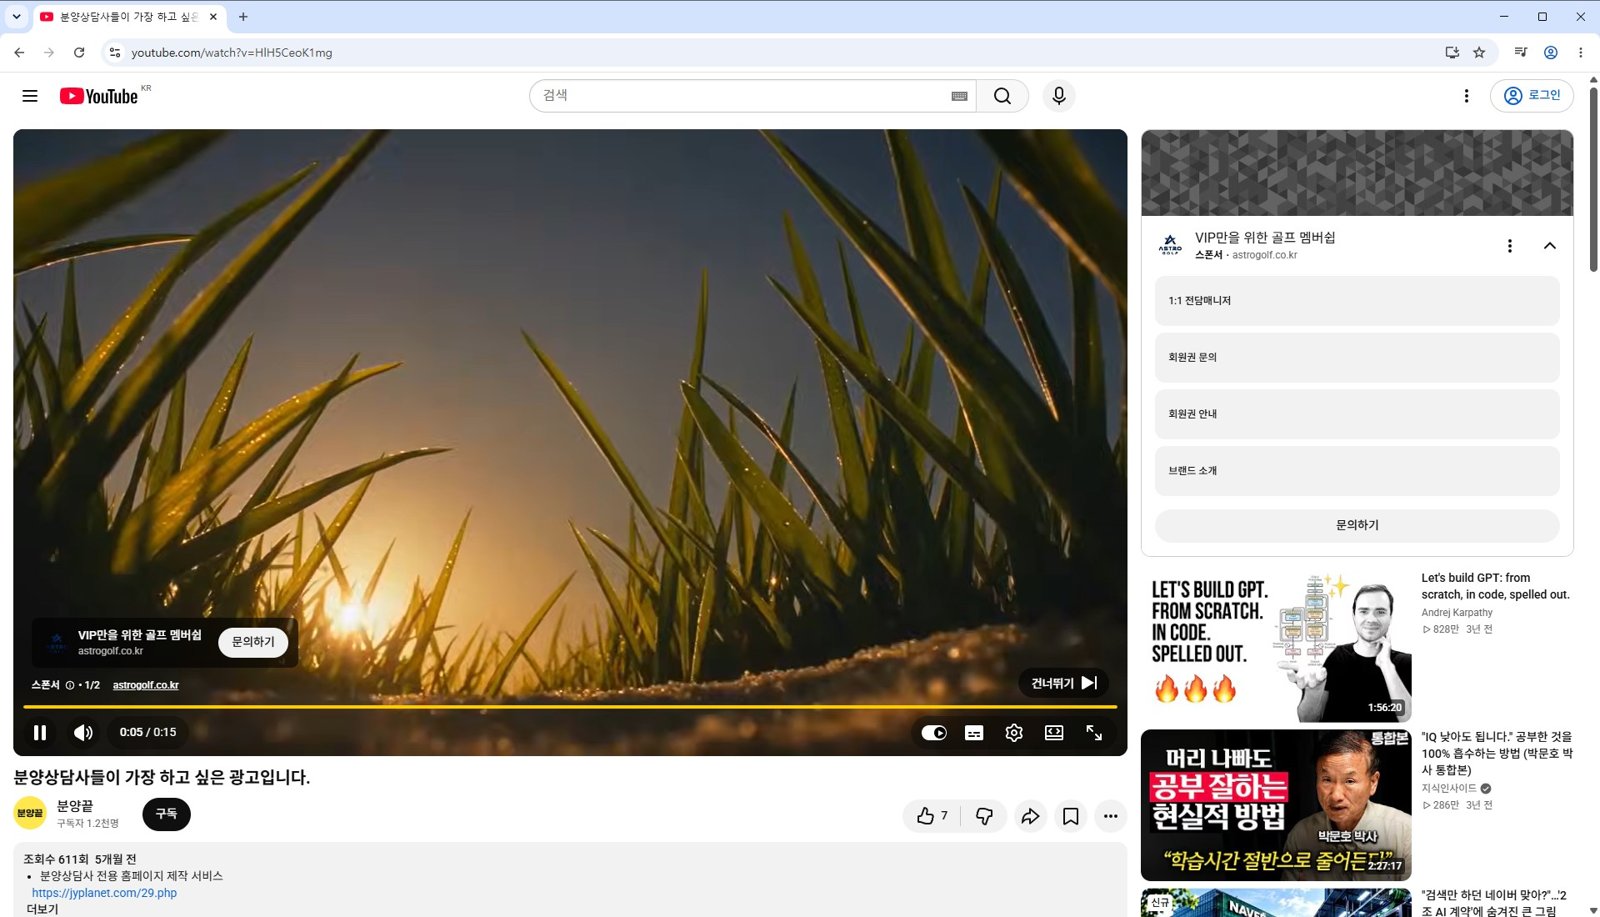 분양상담사들이 가장 하고 싶은
youtube.com/watch?v=HlH5CeoK1mg
YouTube KR
검색
로그인
VIP만을 위한 골프 멤버쉽
astrogolf.co.kr
문의하기
스폰서 • 1/2 astrogolf.co.kr
건너뛰기
0:05 / 0:15
분양상담사들이 가장 하고 싶은 광고입니다.
분양끝
분양끝
구독자 1.2천명
구독
7
조회수 611회 5개월 전
• 분양상담사 전용 홈페이지 제작 서비스
https://jyplanet.com/29.php
더보기
ASTRO
GOLF
VIP만을 위한 골프 멤버쉽
스폰서 · astrogolf.co.kr
1:1 전담매니저
회원권 문의
회원권 안내
브랜드 소개
문의하기
LET'S BUILD GPT.
FROM SCRATCH.
IN CODE.
SPELLED OUT.
1:56:20
Let's build GPT: from
scratch, in code, spelled out.
Andrej Karpathy
828만 3년 전
통합본
머리 나빠도
공부 잘하는
현실적 방법
박문호 박사
“학습시간 절반으로 줄어든다”
2:27:17
"IQ 낮아도 됩니다." 공부한 것을
100% 흡수하는 방법 (박문호 박
사 통합본)
지식인사이드
286만 3년 전
신규
NAVER
"검색만 하던 네이버 맞아?"...'2
조 AI 계약'에 숨겨진 큰 그림